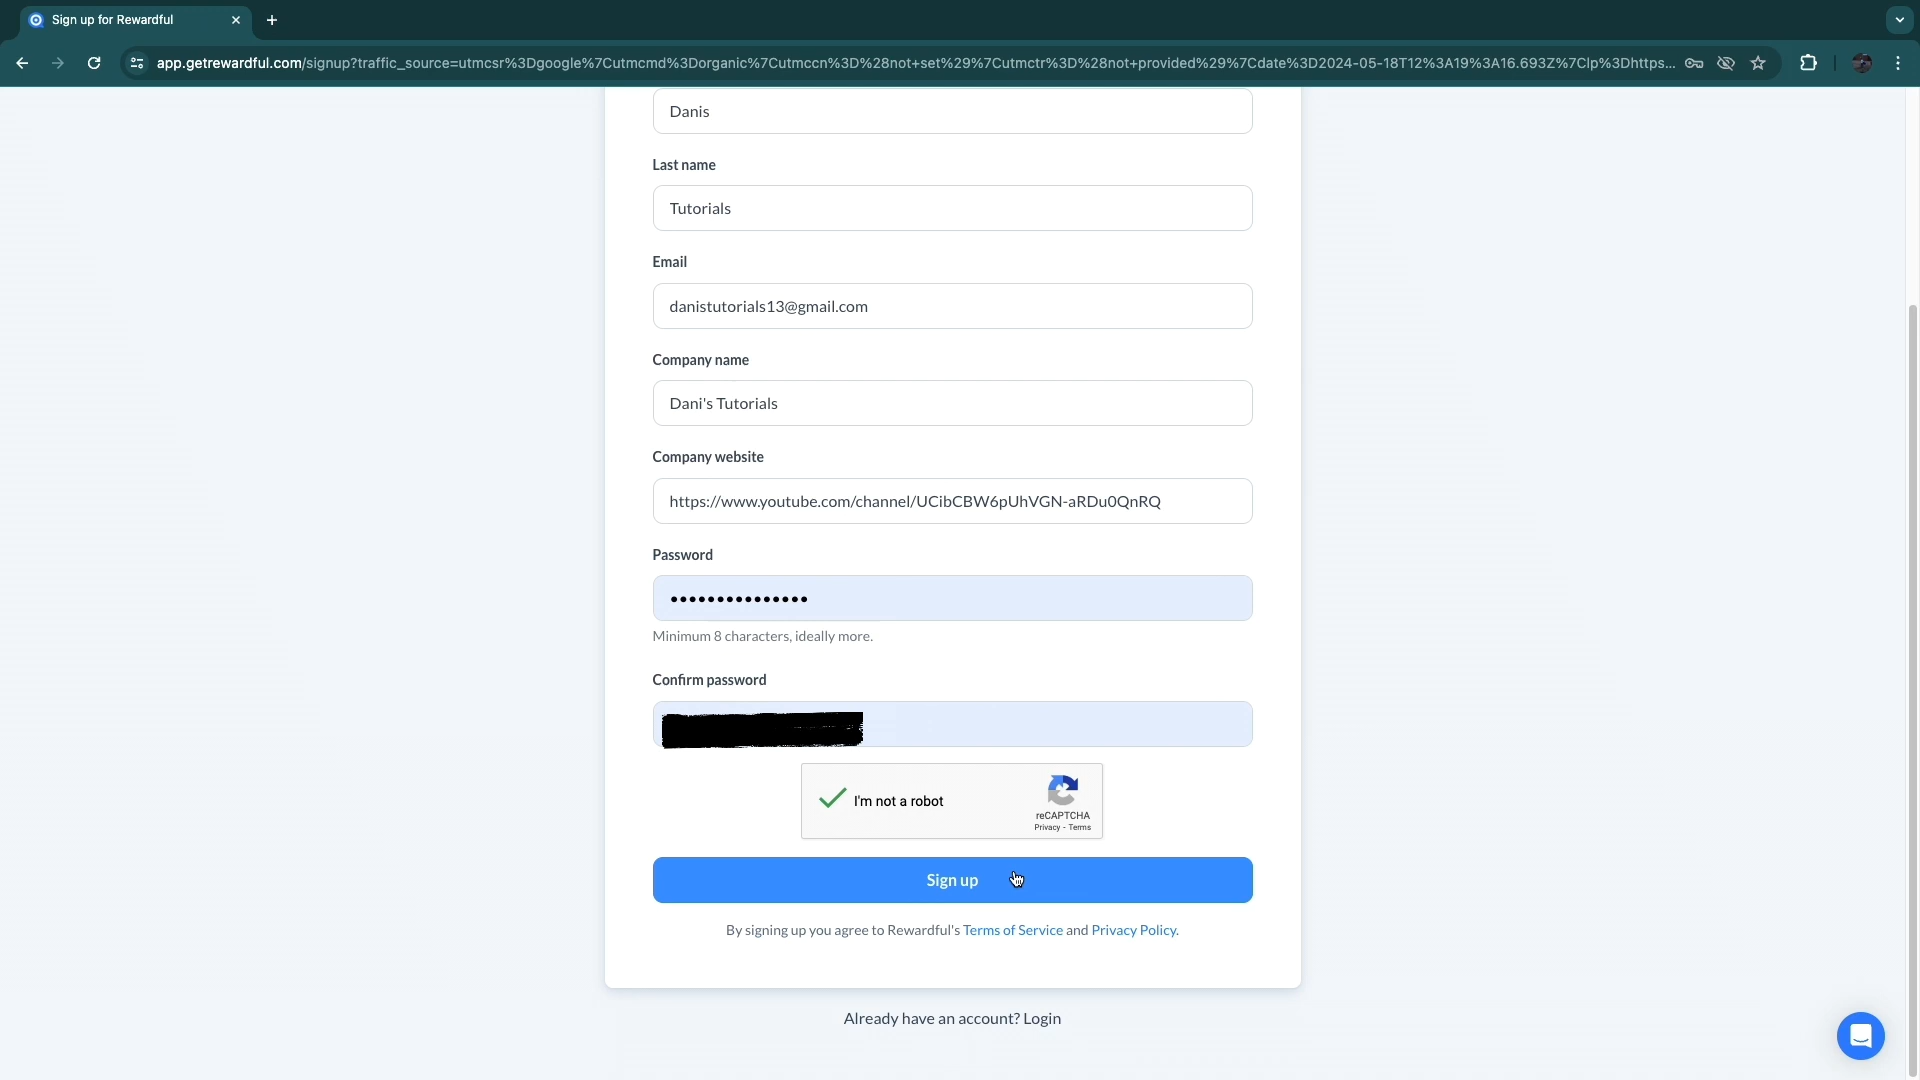 Sign up for Rewardful
app.getrewardful.com/signup?traffic_source=utmcsr%3Dgoogle%7Cutmcmd%3Dorganic%7Cutmccn%3D%28not+set%29%7Cutmctr%3D%28not+provided%29%7Cdate%3D2024-05-18T12%3A19%3A16.693Z%7Clp%3Dhttps...
Danis
Last name
Tutorials
Email
danistutorials13@gmail.com
Company name
Dani's Tutorials
Company website
https://www.youtube.com/channel/UCibCBW6pUhVGN-aRDu0QnRQ
Password
•••••••••••••••
Minimum 8 characters, ideally more.
Confirm password
I'm not a robot
reCAPTCHA
Privacy - Terms
Sign up
By signing up you agree to Rewardful's Terms of Service and Privacy Policy.
Already have an account? Login